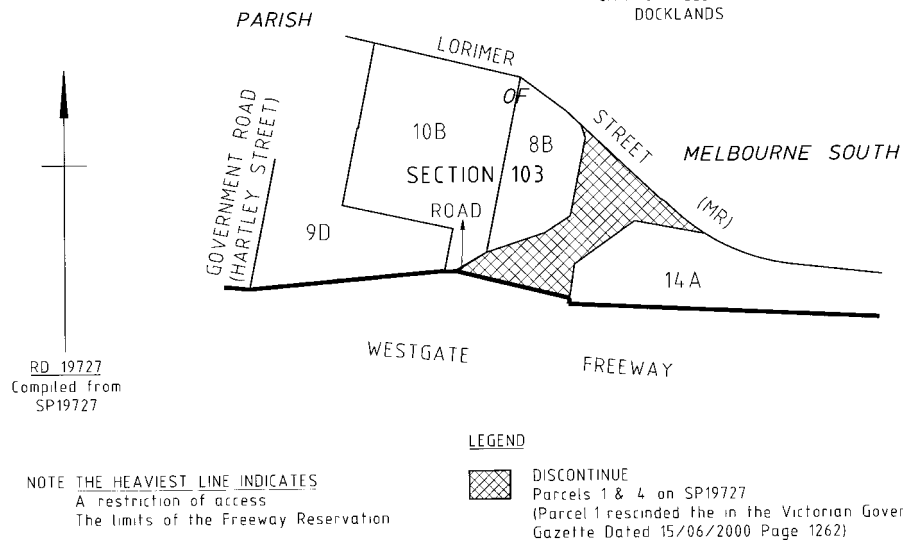 DOCKLANDS
PARISH
LORIMER
OF
STREET
MELBOURNE SOUTH
(MR)
10B
8B
SECTION 103
GOVERNMENT ROAD
(HARTLEY STREET)
ROAD
9D
14A
WESTGATE
FREEWAY
RD 19727
Compiled from
SP19727
LEGEND
NOTE THE HEAVIEST LINE INDICATES
A restriction of access
The limits of the Freeway Reservation
DISCONTINUE
Parcels 1 & 4 on SP19727
(Parcel 1 rescinded the in the Victorian Gover
Gazette Dated 15/06/2000 Page 1262)